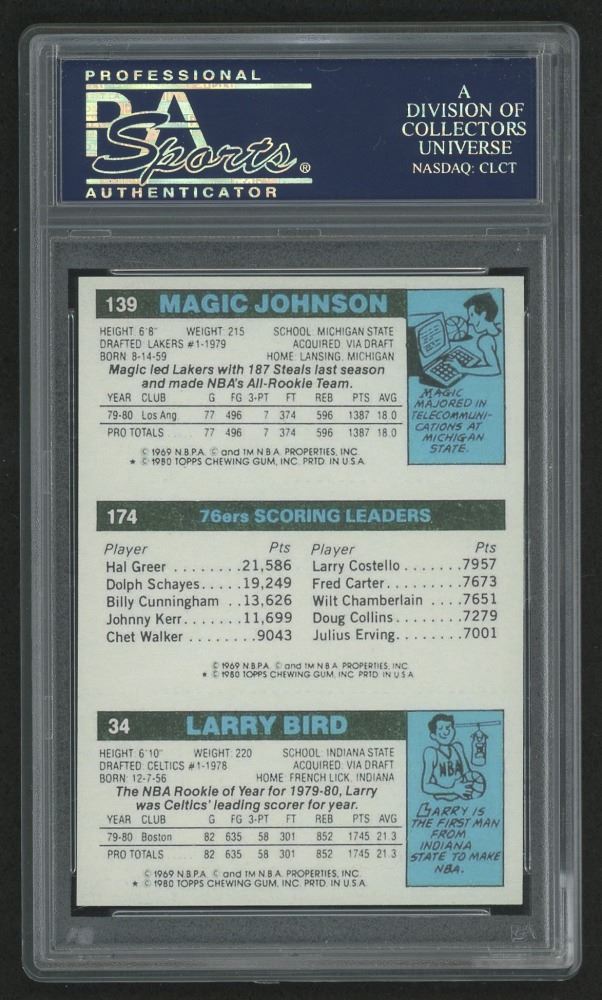 PROFESSIONAL
PSA
Sports ®
AUTHENTICATOR
A
DIVISION OF
COLLECTORS
UNIVERSE
NASDAQ: CLCT
139 MAGIC JOHNSON
HEIGHT: 6'8" WEIGHT: 215 SCHOOL: MICHIGAN STATE
DRAFTED: LAKERS #1-1979 ACQUIRED: VIA DRAFT
BORN: 8-14-59 HOME: LANSING, MICHIGAN
Magic led Lakers with 187 Steals last season
and made NBA's All-Rookie Team.
YEAR CLUB G FG 3-PT FT REB PTS AVG
79-80 Los Ang. 77 496 7 374 596 1387 18.0
PRO TOTALS 77 496 7 374 596 1387 18.0
© 1969 N.B.P.A. © and TM N.B.A. PROPERTIES, INC.
★ © 1980 TOPPS CHEWING GUM, INC. PRTD. IN U.S.A.
MAGIC
MAJORED IN
TELECOMMUNI-
CATIONS AT
MICHIGAN
STATE.
174 76ers SCORING LEADERS
Player Pts Player Pts
Hal Greer ........21,586 Larry Costello .......7957
Dolph Schayes.....19,249 Fred Carter..........7673
Billy Cunningham ..13,626 Wilt Chamberlain ....7651
Johnny Kerr.......11,699 Doug Collins.........7279
Chet Walker ........9043 Julius Erving........7001
© 1969 N.B.P.A. © and TM N.B.A. PROPERTIES, INC.
★ © 1980 TOPPS CHEWING GUM, INC. PRTD. IN U.S.A.
34 LARRY BIRD
HEIGHT: 6'10" WEIGHT: 220 SCHOOL: INDIANA STATE
DRAFTED: CELTICS #1-1978 ACQUIRED: VIA DRAFT
BORN: 12-7-56 HOME: FRENCH LICK, INDIANA
The NBA Rookie of Year for 1979-80, Larry
was Celtics' leading scorer for year.
YEAR CLUB G FG 3-PT FT REB PTS AVG
79-80 Boston 82 635 58 301 852 1745 21.3
PRO TOTALS 82 635 58 301 852 1745 21.3
© 1969 N.B.P.A. © and TM N.B.A. PROPERTIES, INC.
★ © 1980 TOPPS CHEWING GUM, INC. PRTD. IN U.S.A.
NBA
LARRY IS
THE FIRST MAN
FROM
INDIANA
STATE TO MAKE
NBA.